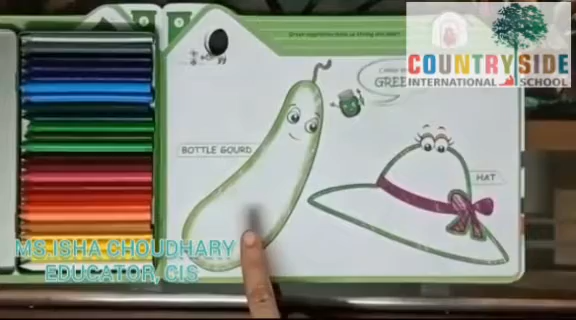 COUNTRYSIDE
INTERNATIONAL SCHOOL
GREE
BOTTLE GOURD
HAT
MS.ISHA CHOUDHARY
EDUCATOR, CIS